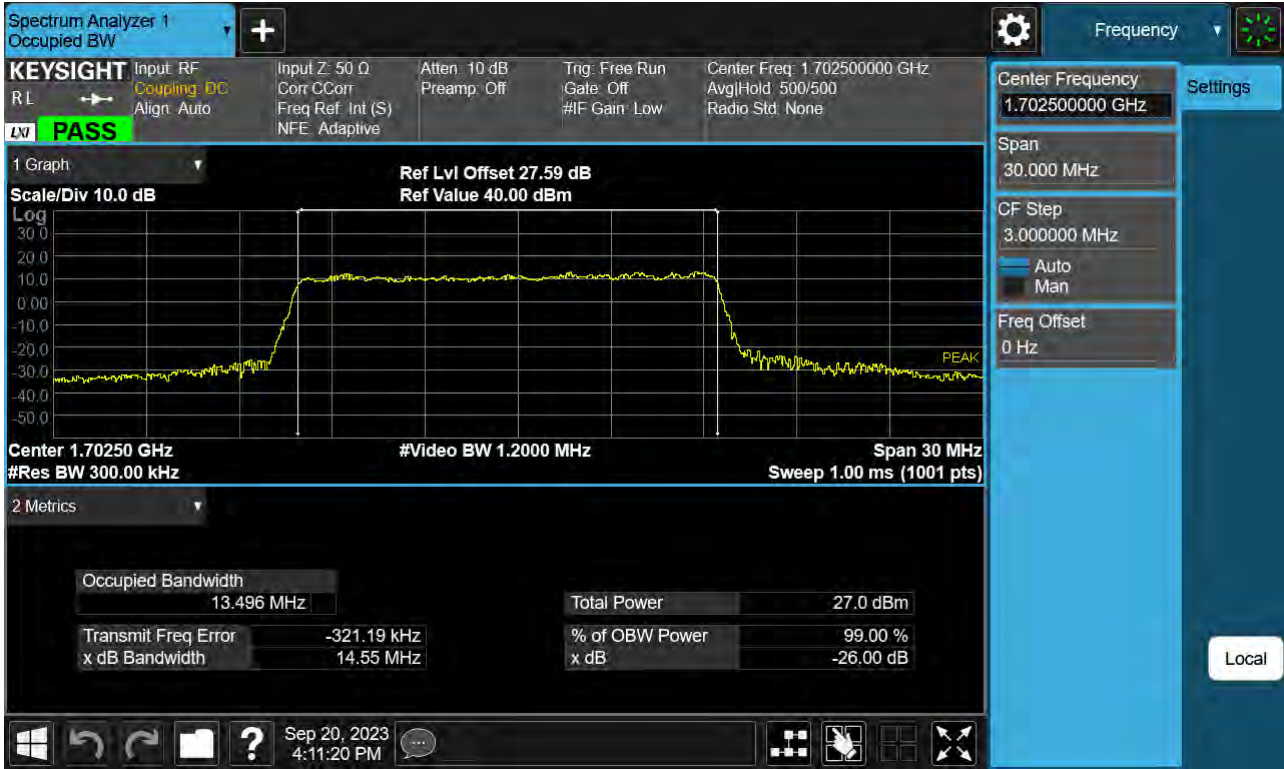 Spectrum Analyzer 1
Occupied BW
Frequency
KEYSIGHT
Input: RF
Coupling: DC
Align: Auto
Input Z: 50 Ω
Corr CCorr
Freq Ref: Int (S)
NFE: Adaptive
Atten: 10 dB
Preamp: Off
Trig: Free Run
Gate: Off
#IF Gain: Low
Center Freq: 1.702500000 GHz
Avg|Hold: 500/500
Radio Std: None
R L
LXI PASS
Center Frequency
1.702500000 GHz
Settings
Span
30.000 MHz
CF Step
3.000000 MHz
Auto
Man
Freq Offset
0 Hz
1 Graph
Scale/Div 10.0 dB
Ref Lvl Offset 27.59 dB
Ref Value 40.00 dBm
Log
30.0
20.0
10.0
0.00
-10.0
-20.0
-30.0
-40.0
-50.0
PEAK
Center 1.70250 GHz
#Video BW 1.2000 MHz
Span 30 MHz
#Res BW 300.00 kHz
Sweep 1.00 ms (1001 pts)
2 Metrics
Occupied Bandwidth
13.496 MHz
Total Power 27.0 dBm
Transmit Freq Error -321.19 kHz
% of OBW Power 99.00 %
x dB Bandwidth 14.55 MHz
x dB -26.00 dB
Local
?
Sep 20, 2023
4:11:20 PM